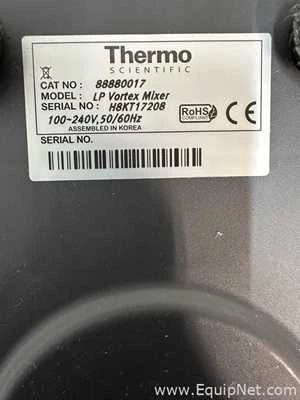 Thermo
SCIENTIFIC
CAT NO : 88880017
MODEL: LP Vortex Mixer
SERIAL NO : H8KT17208
100~240V,50/60Hz
ASSEMBLED IN KOREA
RoHS
CE
SERIAL NO.
www.EquipNet.com